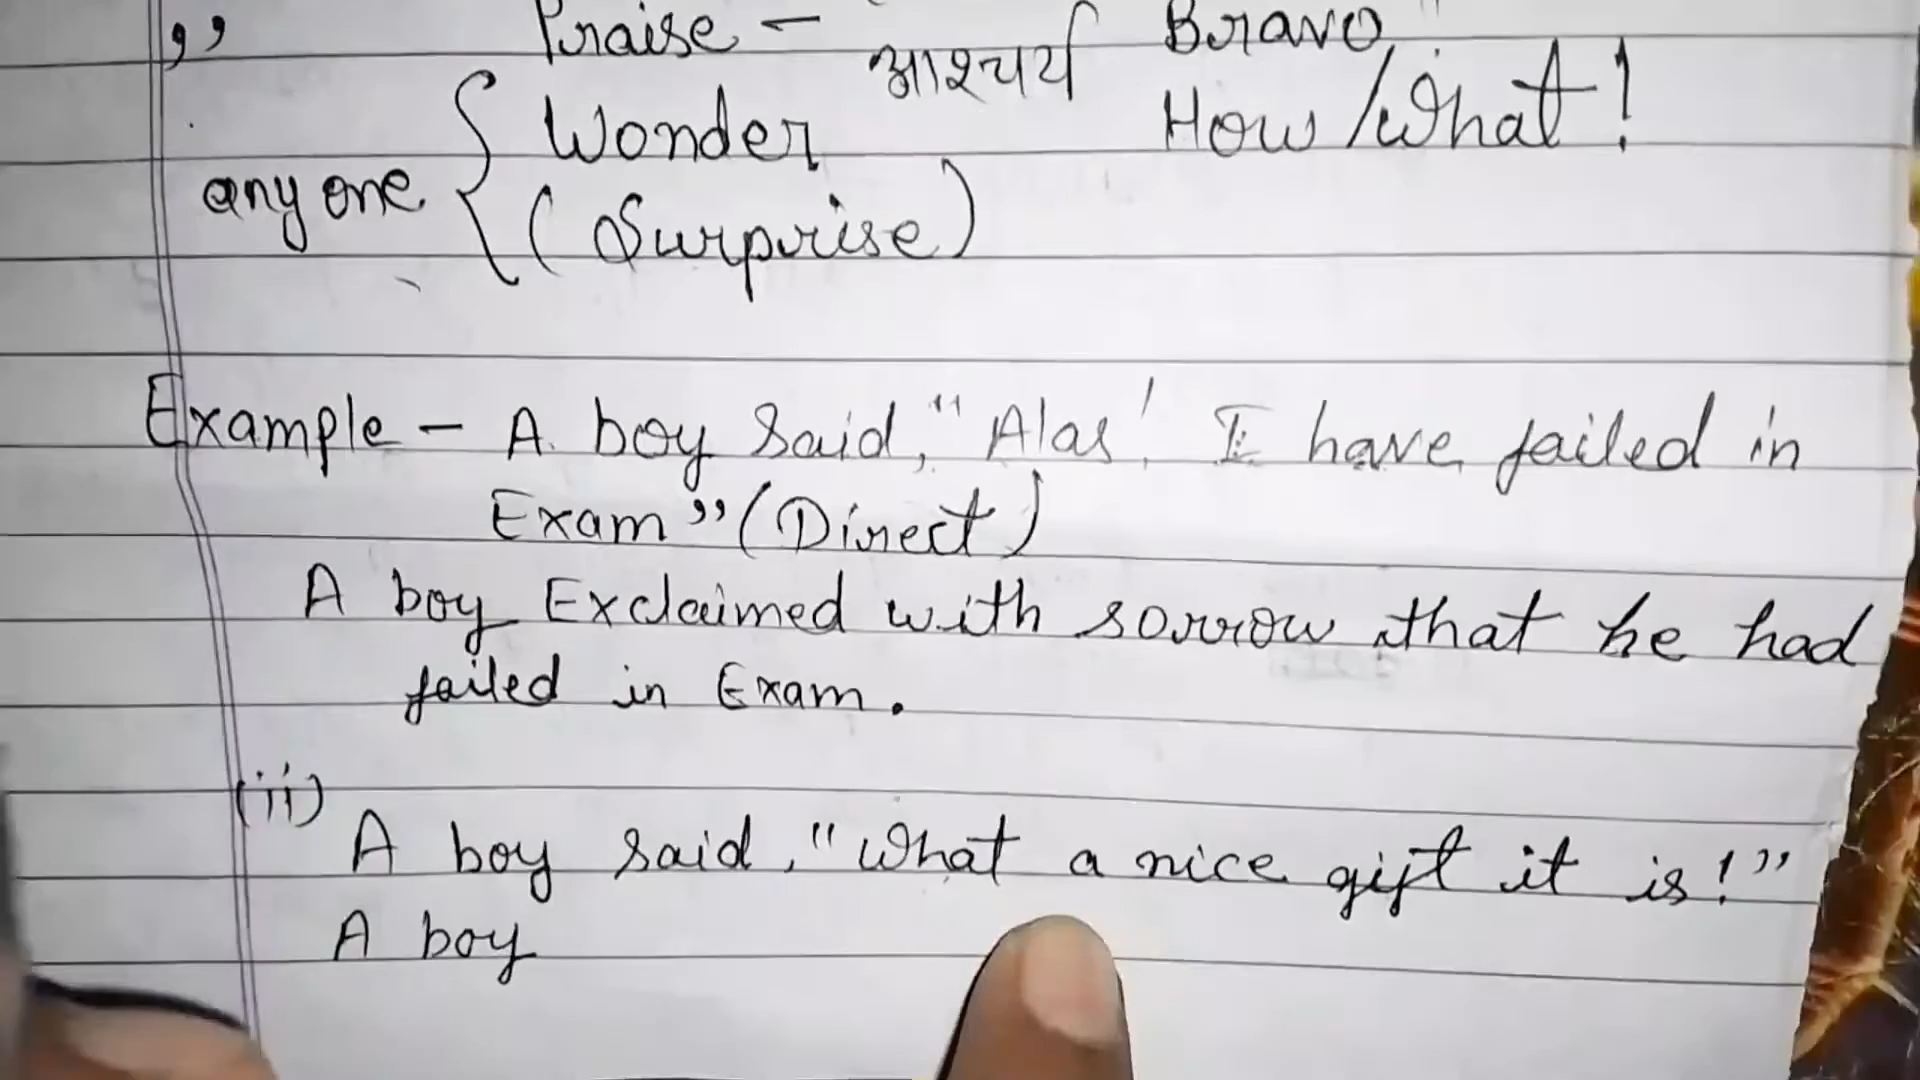 ,, Praise - Bravo
any one { Wonder आश्चर्य How/What!
(Surprise)
Example - A boy said, "Alas! I have failed in
Exam" (Direct)
A boy Exclaimed with sorrow that he had
failed in Exam.
(ii)
A boy said, "What a nice gift it is!"
A boy